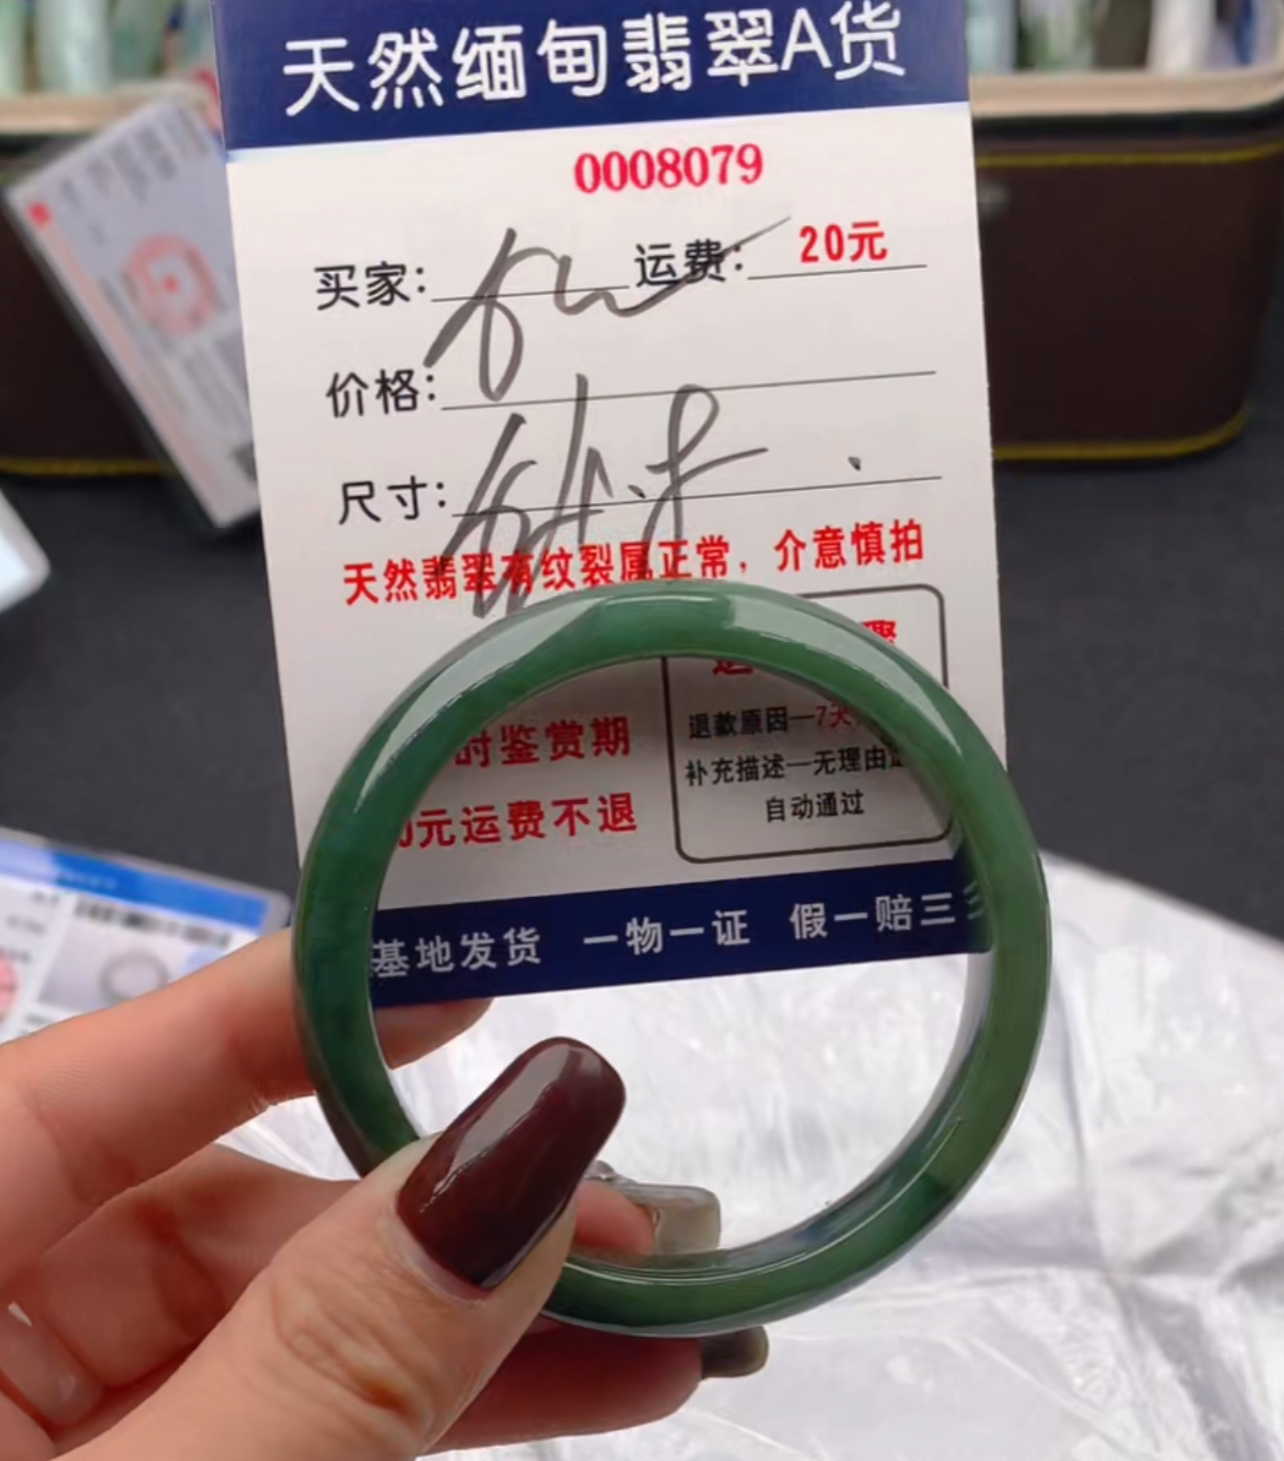 天然缅甸翡翠A货
0008079
买家: 运费: 20元
价格:
尺寸:
天然翡翠有纹裂属正常，介意慎拍
时鉴赏期
元运费不退
退款原因—7天
补充描述—无理由
自动通过
基地发货 一物一证 假一赔三